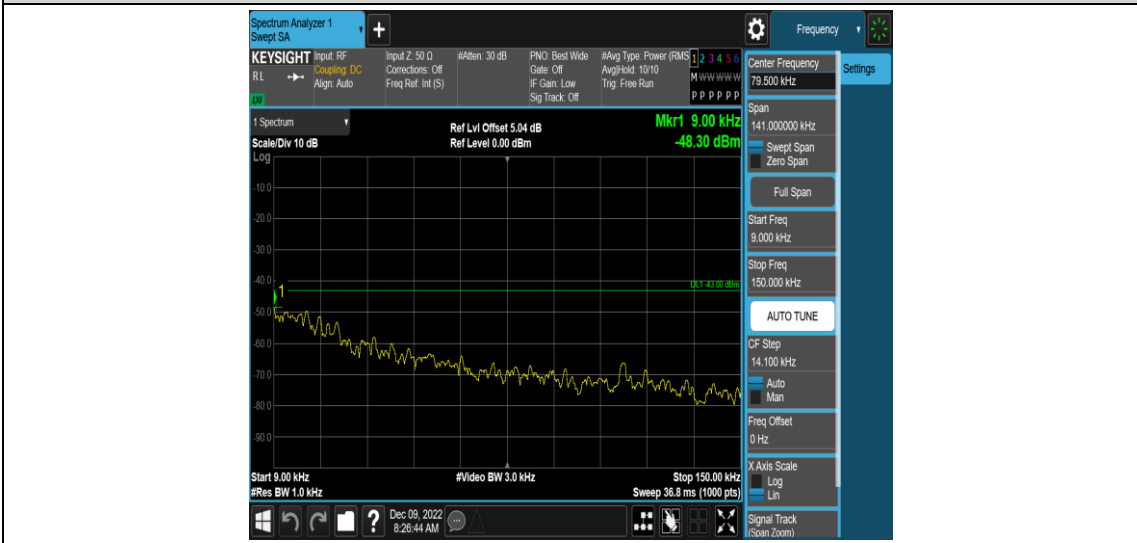 Spectrum Analyzer 1
Swept SA
+
Frequency
KEYSIGHT
RL
LXI
Input: RF
Coupling: DC
Align: Auto
Input Z: 50 Ω
Corrections: Off
Freq Ref: Int (S)
#Atten: 30 dB
PNO: Best Wide
Gate: Off
IF Gain: Low
Sig Track: Off
#Avg Type: Power (RMS
Avg|Hold: 10/10
Trig: Free Run
1 2 3 4 5 6
M W W W W W
P P P P P P
1 Spectrum
Scale/Div 10 dB
Log
Ref Lvl Offset 5.04 dB
Ref Level 0.00 dBm
Mkr1 9.00 kHz
-48.30 dBm
-10.0
-20.0
-30.0
-40.0
-50.0
-60.0
-70.0
-80.0
-90.0
1
DL1 -43.00 dBm
Start 9.00 kHz
#Res BW 1.0 kHz
#Video BW 3.0 kHz
Stop 150.00 kHz
Sweep 36.8 ms (1000 pts)
?
Dec 09, 2022
8:26:44 AM
Center Frequency
79.500 kHz
Settings
Span
141.000000 kHz
Swept Span
Zero Span
Full Span
Start Freq
9.000 kHz
Stop Freq
150.000 kHz
AUTO TUNE
CF Step
14.100 kHz
Auto
Man
Freq Offset
0 Hz
X Axis Scale
Log
Lin
Signal Track
(Span Zoom)